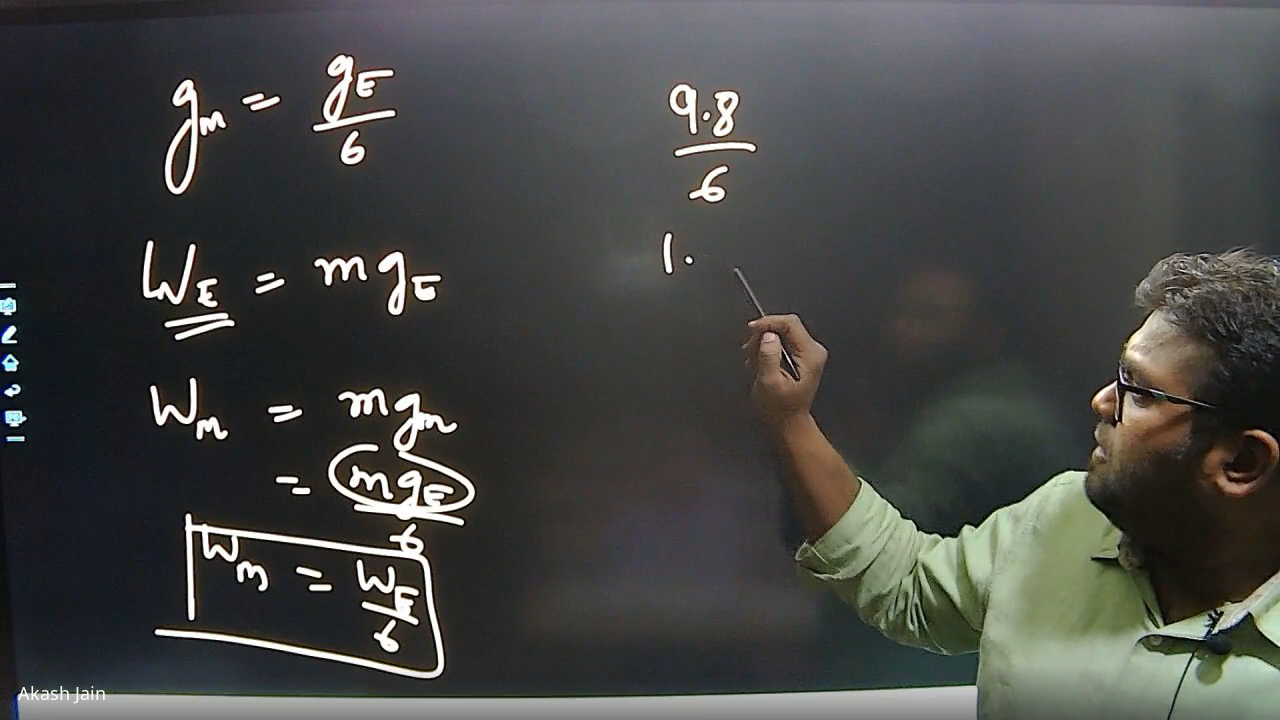 gm = gE/6
WE = mgE
Wm = mgm
= mgE/6
Wm = WE/6
9.8/6
1.
Akash Jain